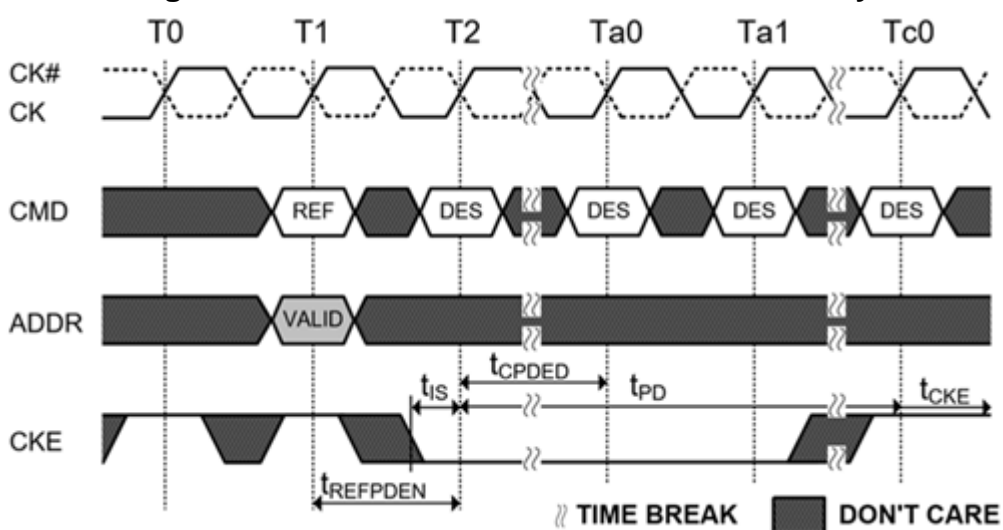 T0 T1 T2 Ta0 Ta1 Tc0
CK#
CK
CMD REF DES DES DES DES
ADDR VALID
tCPDED
tIS tPD tCKE
CKE
tREFPDEN
TIME BREAK DON'T CARE